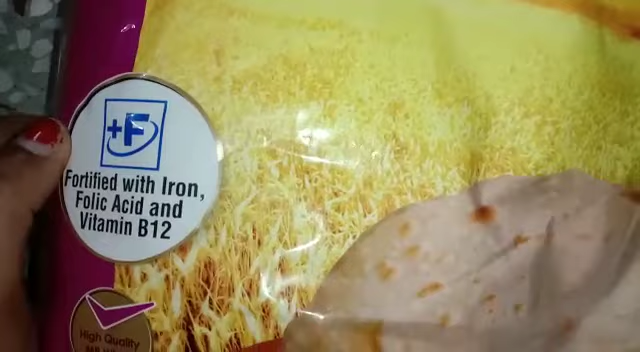 +F
Fortified with Iron,
Folic Acid and
Vitamin B12
High Quality